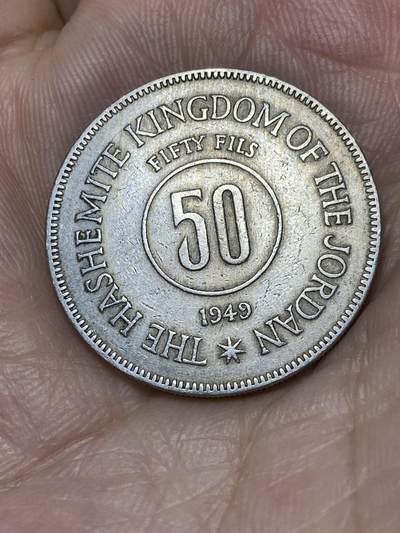 THE HASHEMITE KINGDOM OF THE JORDAN
FIFTY FILS
50
1949